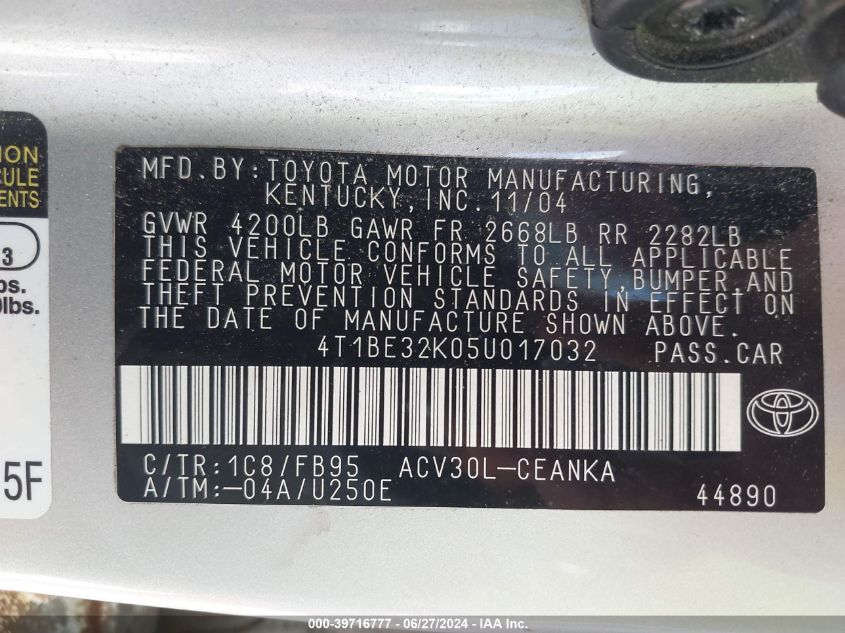 ION
CULE
ENTS
3
os.
0lbs.
5F
MFD.BY:TOYOTA MOTOR MANUFACTURING,
KENTUCKY,INC.11/04
GVWR 4200LB GAWR FR 2668LB RR 2282LB
THIS VEHICLE CONFORMS TO ALL APPLICABLE
FEDERAL MOTOR VEHICLE SAFETY,BUMPER,AND
THEFT PREVENTION STANDARDS IN EFFECT ON
THE DATE OF MANUFACTURE SHOWN ABOVE.
4T1BE32K05U017032 PASS.CAR
C/TR:1C8/FB95 ACV30L-CEANKA
A/TM:-04A/U250E 44890
000-39716777 - 06/27/2024 - IAA Inc.